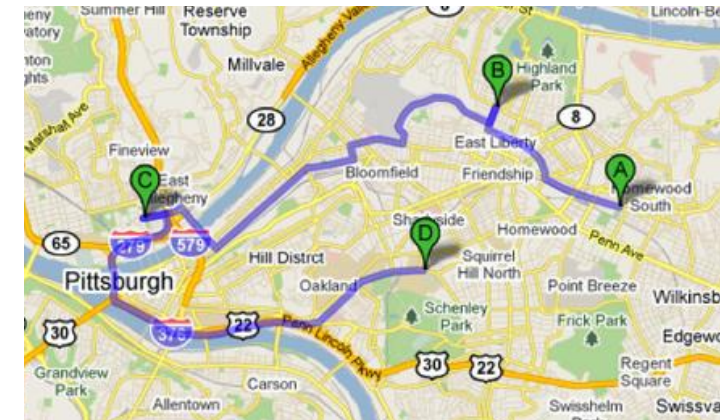 Summer Hill
Reserve
Township
Lincoln-Be
Allegheny Val
Millvale
B
Highland
Park
28
8
Marshall Ave
Fineview
East Liberty
A
C
East
Allegheny
Bloomfield
Friendship
Homewood
South
Shadyside
D
Homewood
65
279
579
Hill Distrct
Squirrel
Hill North
Penn Ave
Pittsburgh
Oakland
Point Breeze
Wilkinsb
Schenley
Park
Frick Park
30
376
22
Penn Lincoln Pkwy
Edgewo
Grandview
Park
30
22
Regent
Square
Carson
Allentown
Swisshelm
Swissva